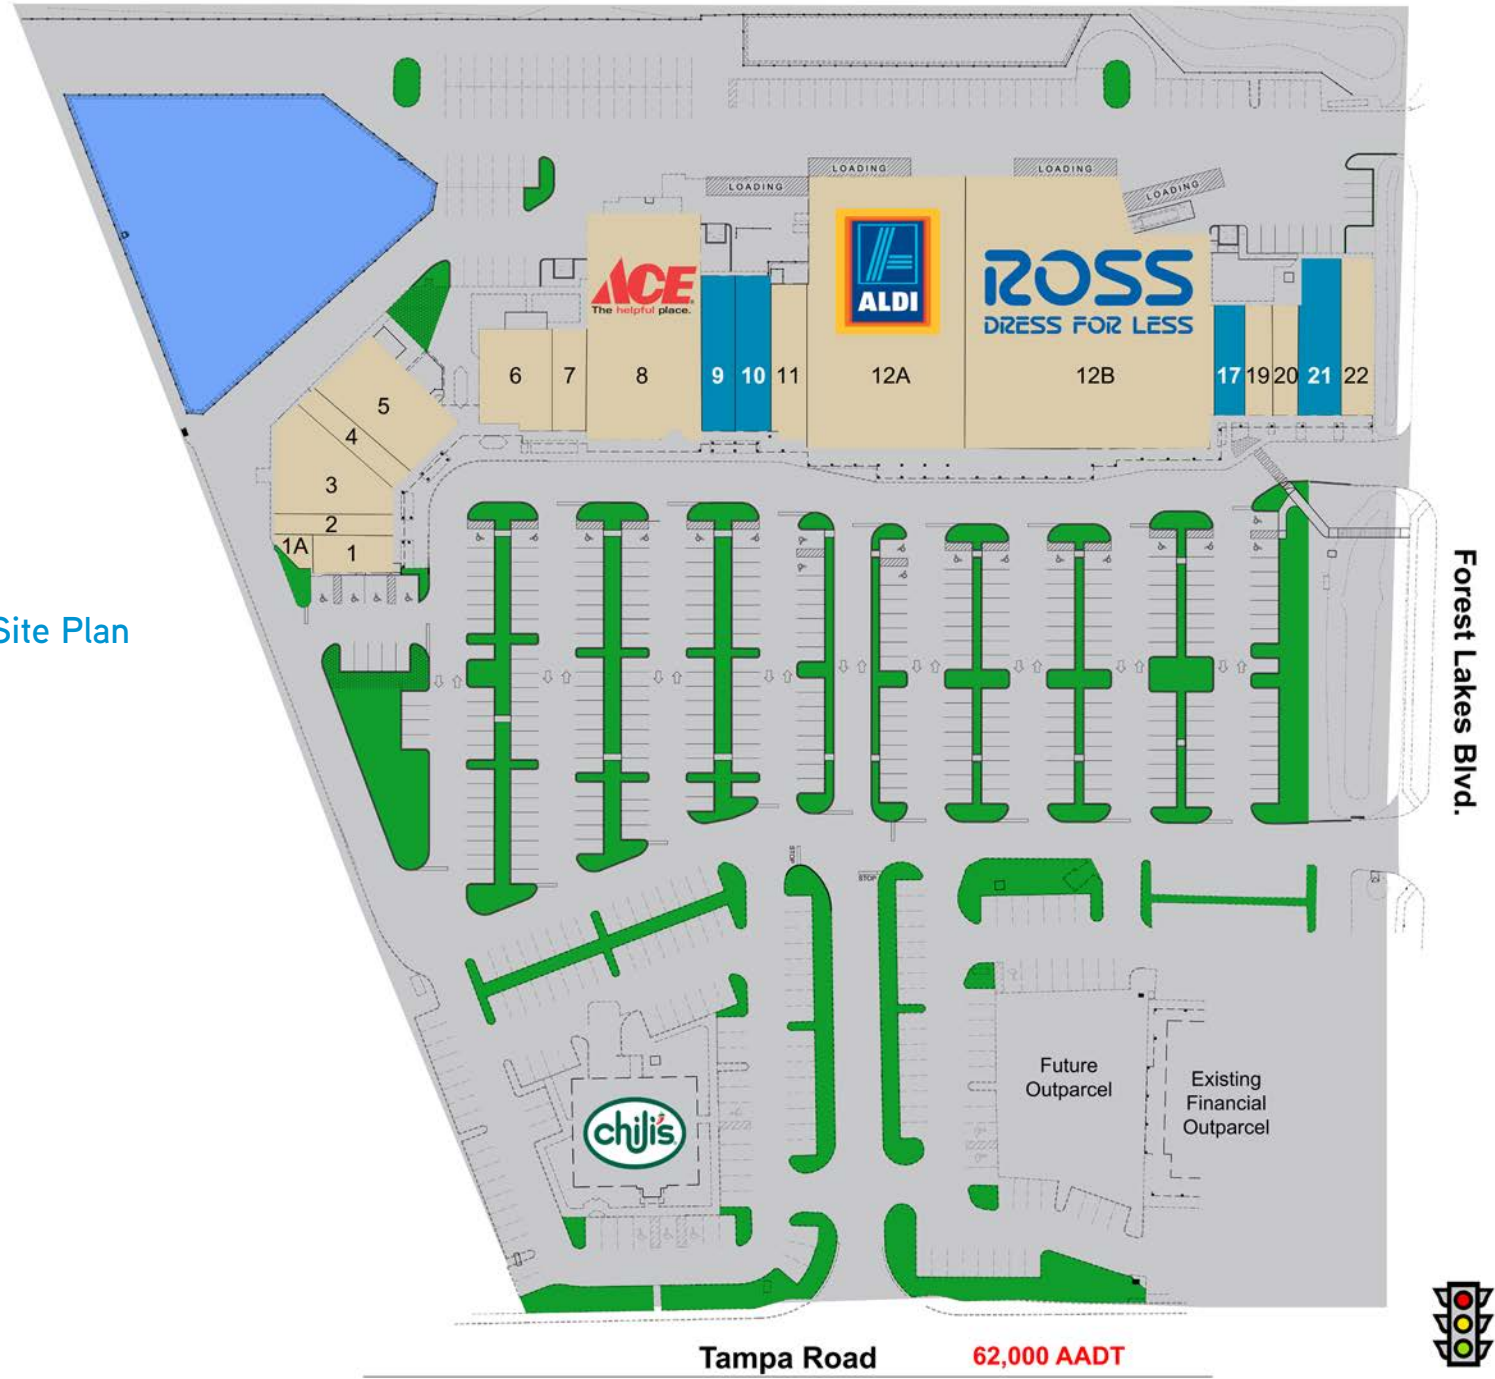 LOADING
LOADING
LOADING
LOADING
ACE
The helpful place.
ALDI
ROSS
DRESS FOR LESS
6
7
8
9
10
11
12A
12B
17
19
20
21
22
5
4
3
2
1A
1
Site Plan
Forest Lakes Blvd.
STOP
STOP
chili's
Future
Outparcel
Existing
Financial
Outparcel
Tampa Road
62,000 AADT